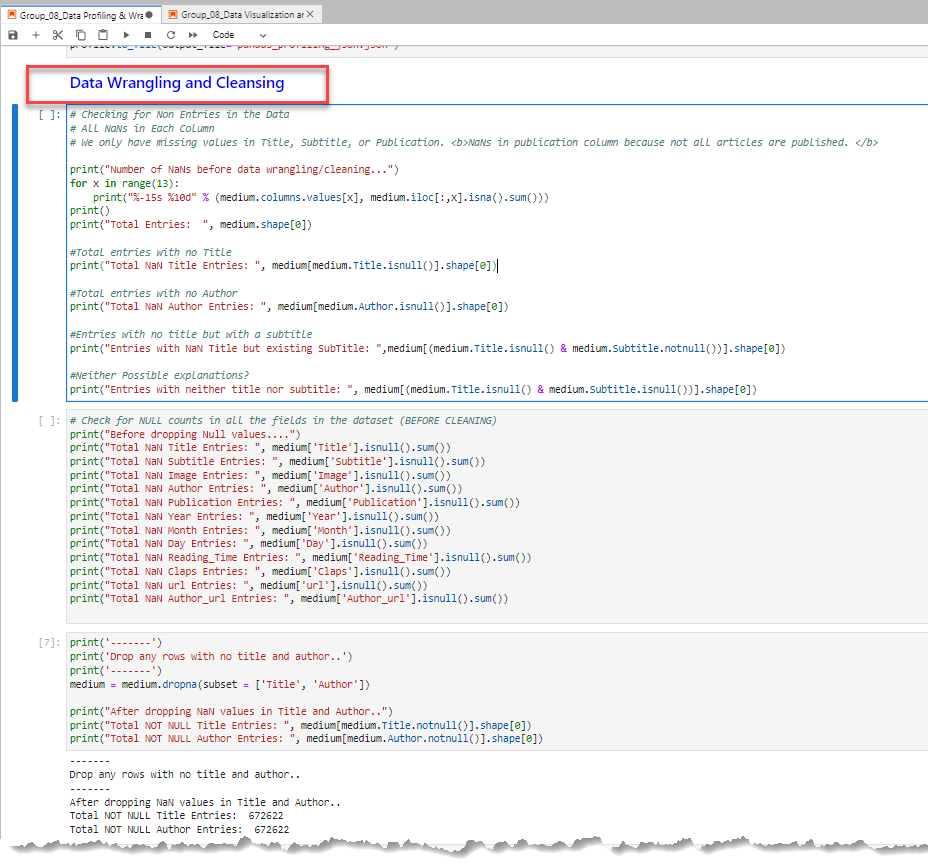 Group_08_Data Profiling & Wra
Group_08_Data Visualization ar
Code
profile.to_file(output_file="pandas_profiling_json.json")
Data Wrangling and Cleansing
[ ]: # Checking for Non Entries in the Data
# All NaNs in Each Column
# We only have missing values in Title, Subtitle, or Publication. <b>NaNs in publication column because not all articles are published. </b>
print("Number of NaNs before data wrangling/cleaning...")
for x in range(13):
    print("%-15s %10d" % (medium.columns.values[x], medium.iloc[:,x].isna().sum()))
print()
print("Total Entries:  ", medium.shape[0])
#Total entries with no Title
print("Total NaN Title Entries: ", medium[medium.Title.isnull()].shape[0])
#Total entries with no Author
print("Total NaN Author Entries: ", medium[medium.Author.isnull()].shape[0])
#Entries with no title but with a subtitle
print("Entries with NaN Title but existing SubTitle: ",medium[(medium.Title.isnull() & medium.Subtitle.notnull())].shape[0])
#Neither Possible explanations?
print("Entries with neither title nor subtitle: ", medium[(medium.Title.isnull() & medium.Subtitle.isnull())].shape[0])
[ ]: # Check for NULL counts in all the fields in the dataset (BEFORE CLEANING)
print("Before dropping Null values....")
print("Total NaN Title Entries: ", medium['Title'].isnull().sum())
print("Total NaN Subtitle Entries: ", medium['Subtitle'].isnull().sum())
print("Total NaN Image Entries: ", medium['Image'].isnull().sum())
print("Total NaN Author Entries: ", medium['Author'].isnull().sum())
print("Total NaN Publication Entries: ", medium['Publication'].isnull().sum())
print("Total NaN Year Entries: ", medium['Year'].isnull().sum())
print("Total NaN Month Entries: ", medium['Month'].isnull().sum())
print("Total NaN Day Entries: ", medium['Day'].isnull().sum())
print("Total NaN Reading_Time Entries: ", medium['Reading_Time'].isnull().sum())
print("Total NaN Claps Entries: ", medium['Claps'].isnull().sum())
print("Total NaN url Entries: ", medium['url'].isnull().sum())
print("Total NaN Author_url Entries: ", medium['Author_url'].isnull().sum())
[7]: print('-------')
print('Drop any rows with no title and author..')
print('-------')
medium = medium.dropna(subset = ['Title', 'Author'])
print("After dropping NaN values in Title and Author..")
print("Total NOT NULL Title Entries: ", medium[medium.Title.notnull()].shape[0])
print("Total NOT NULL Author Entries: ", medium[medium.Author.notnull()].shape[0])
-------
Drop any rows with no title and author..
-------
After dropping NaN values in Title and Author..
Total NOT NULL Title Entries:  672622
Total NOT NULL Author Entries:  672622